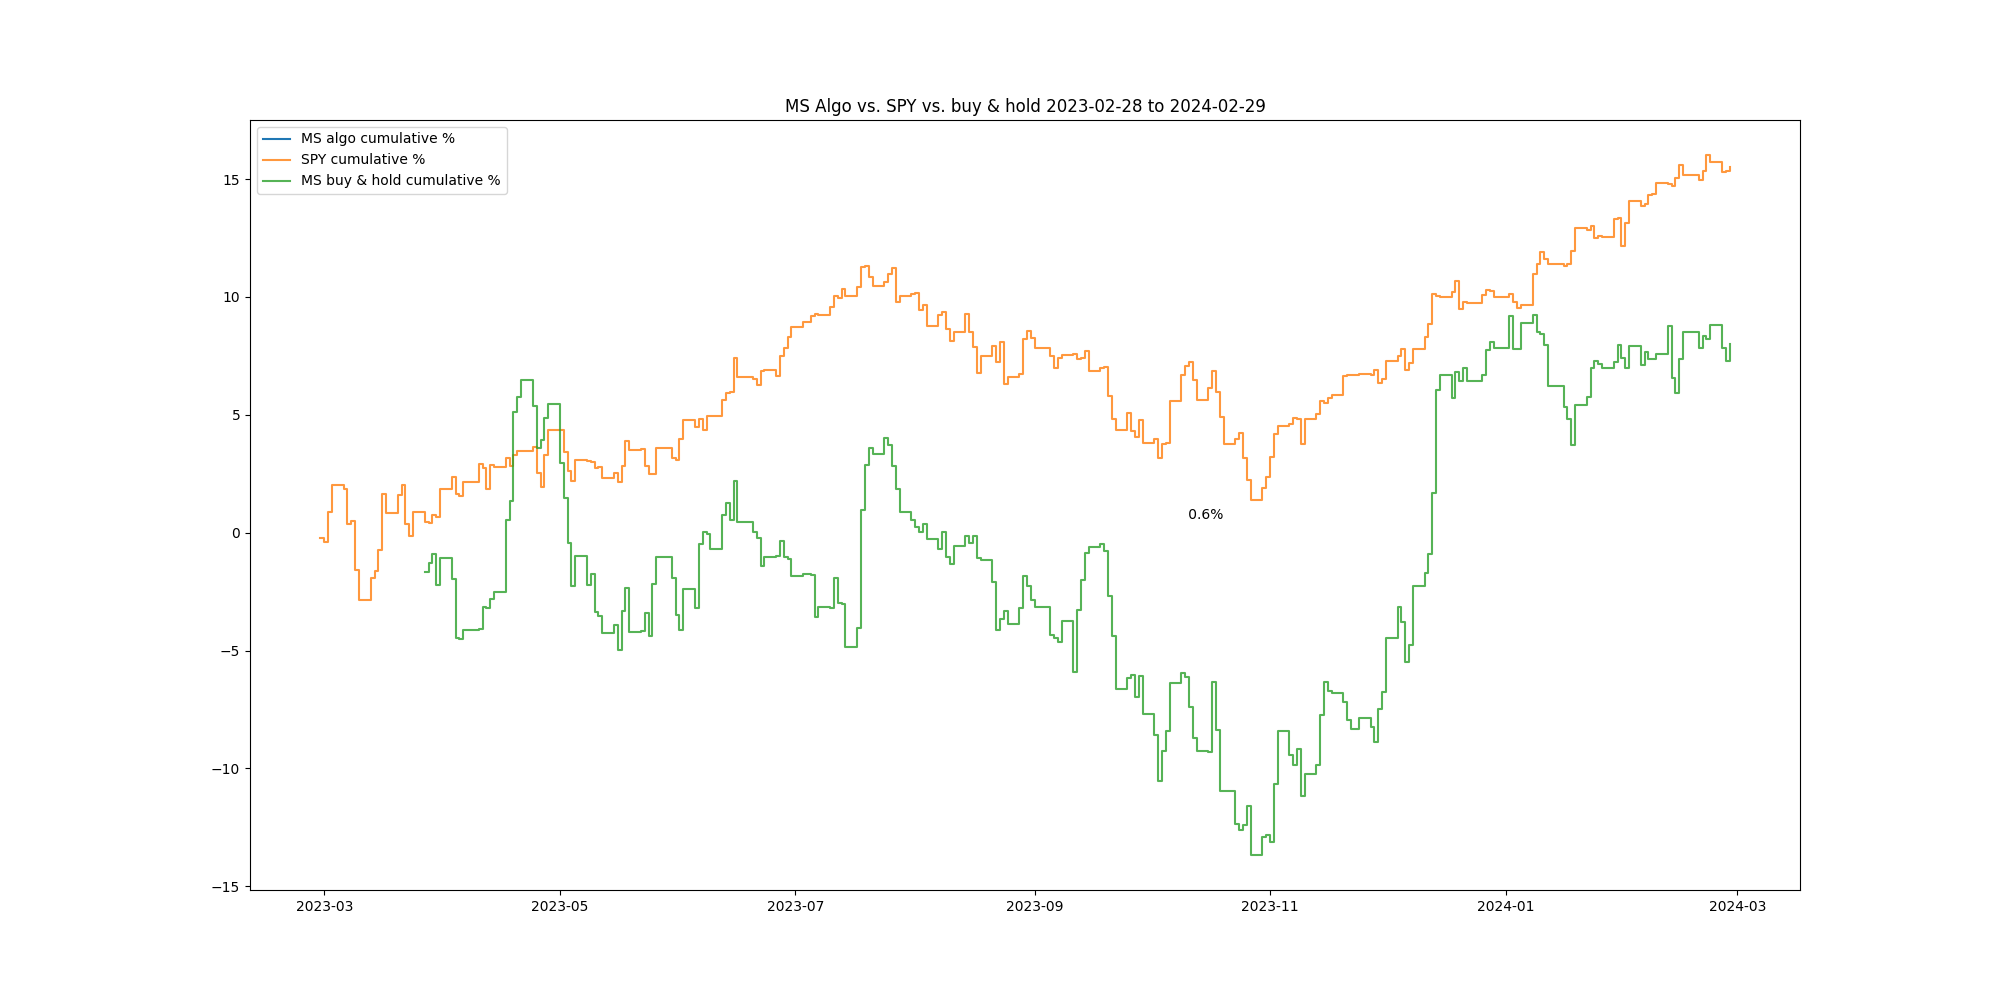 MS Algo vs. SPY vs. buy & hold 2023-02-28 to 2024-02-29
MS algo cumulative %
SPY cumulative %
MS buy & hold cumulative %
15
10
5
0
−5
−10
−15
0.6%
2023-03 2023-05 2023-07 2023-09 2023-11 2024-01 2024-03